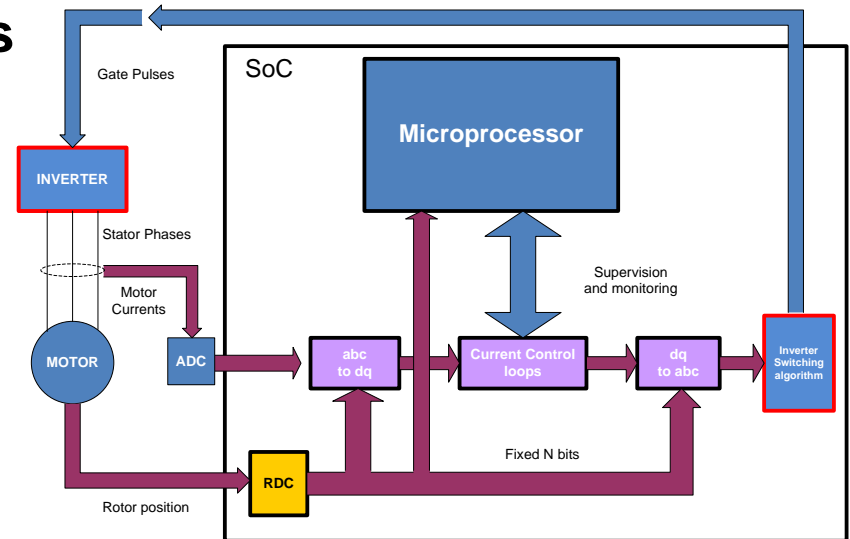 s
SoC
Gate Pulses
Microprocessor
INVERTER
Stator Phases
Supervision
and monitoring
Motor
Currents
MOTOR
ADC
abc
to dq
Current Control
loops
dq
to abc
Inverter
Switching
algorithm
Fixed N bits
RDC
Rotor position